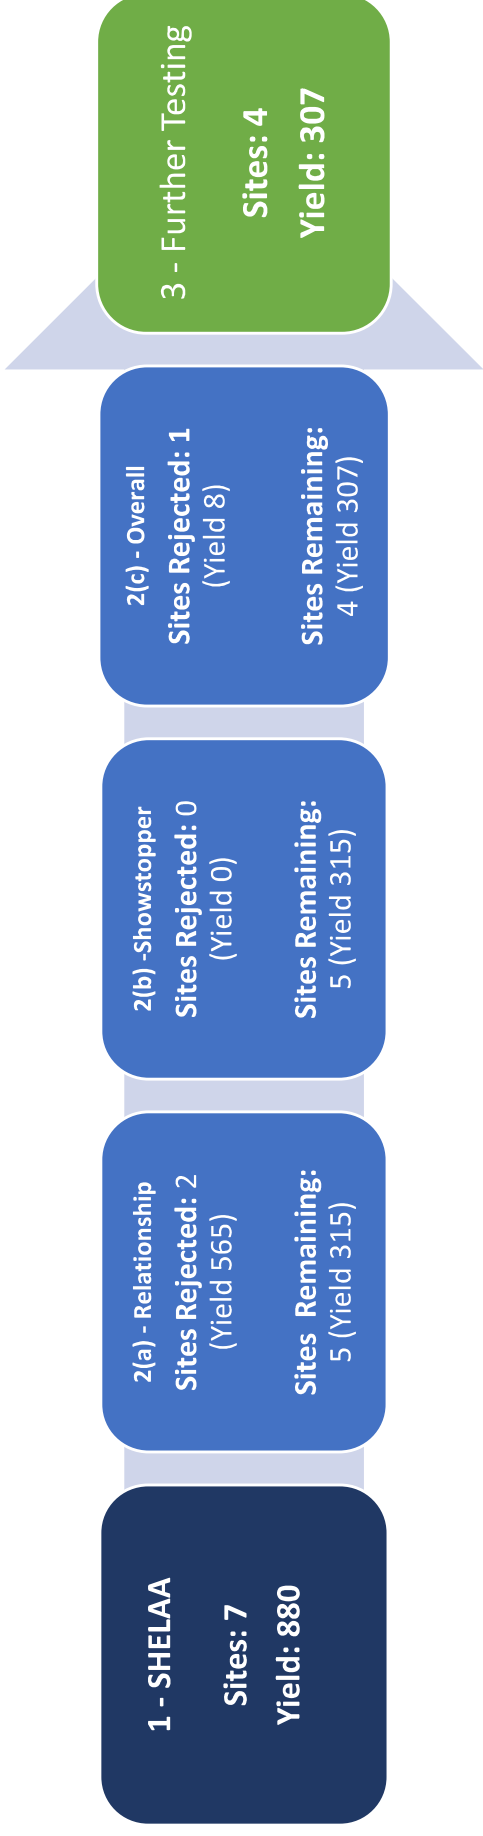 1 - SHELAA
Sites: 7
Yield: 880
2(a) - Relationship
Sites Rejected: 2
(Yield 565)
Sites Remaining:
5 (Yield 315)
2(b) -Showstopper
Sites Rejected: 0
(Yield 0)
Sites Remaining:
5 (Yield 315)
2(c) - Overall
Sites Rejected: 1
(Yield 8)
Sites Remaining:
4 (Yield 307)
3 - Further Testing
Sites: 4
Yield: 307